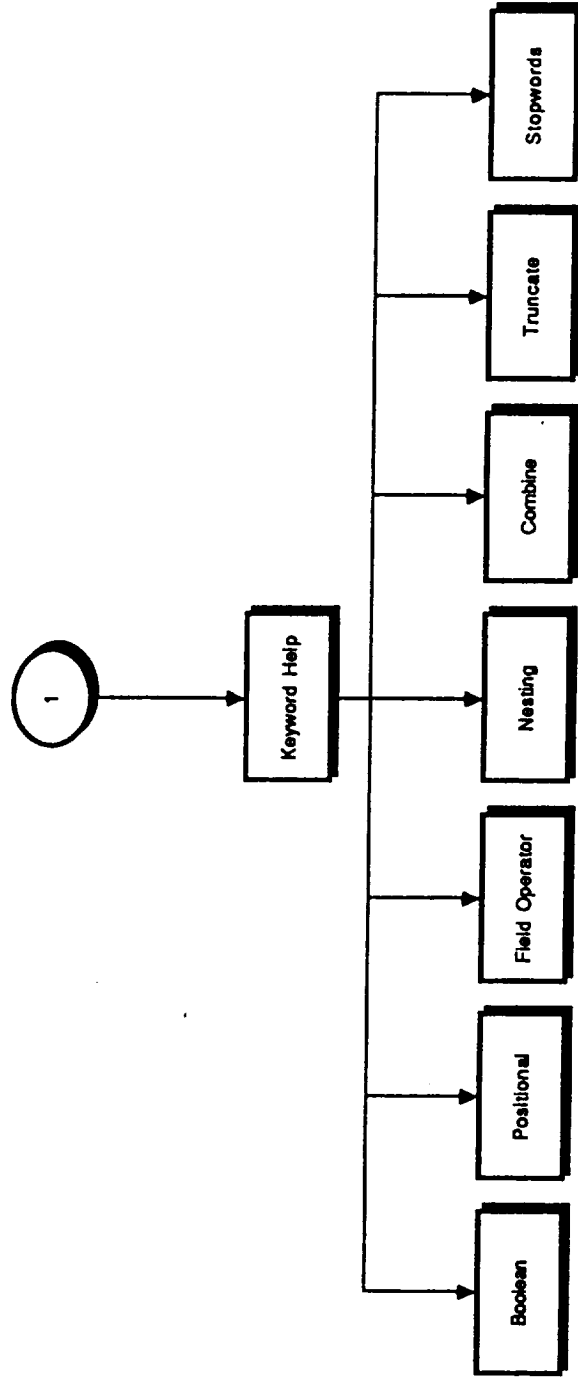 1
Keyword Help
Boolean
Positional
Field Operator
Nesting
Combine
Truncate
Stopwords